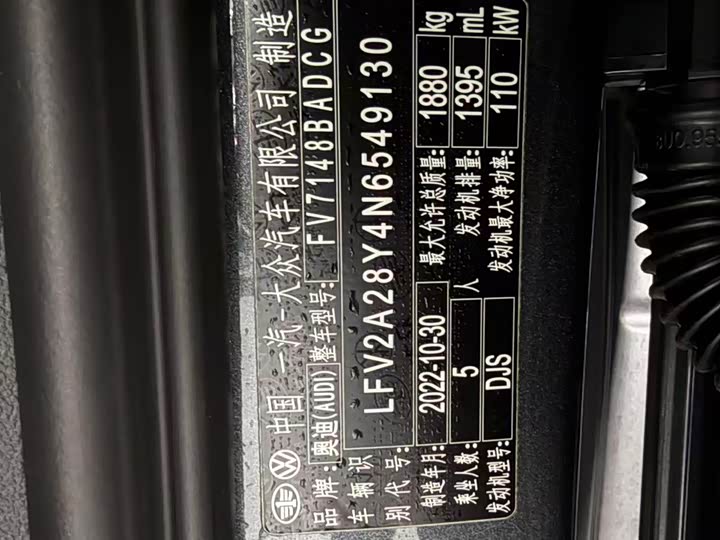 中国 一汽-大众汽车有限公司 制造
品牌: 奥迪(AUDI) 整车型号: FV7148BADCG
车辆识别代号: LFV2A28Y4N6549130
制造年月: 2022-10-30 最大允许总质量: 1880 kg
乘坐人数: 5 人 发动机排量: 1395 mL
发动机型号: DJS 发动机最大净功率: 110 kW